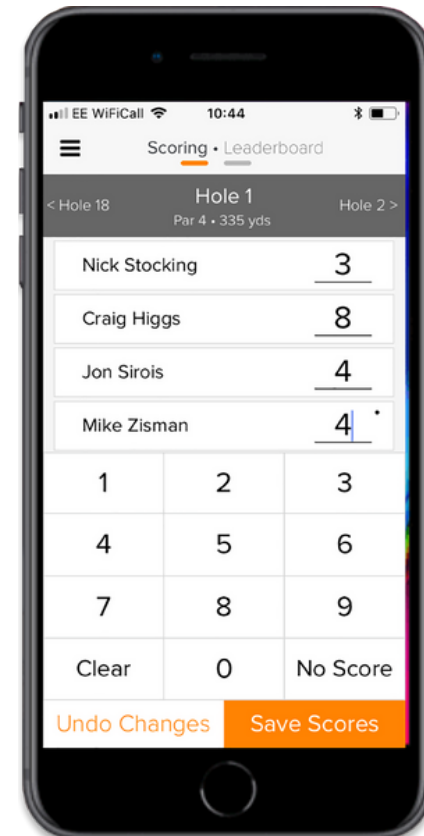 EE WiFiCall 10:44
Scoring • Leaderboard
< Hole 18 Hole 1 Hole 2 >
Par 4 • 335 yds
Nick Stocking 3
Craig Higgs 8
Jon Sirois 4
Mike Zisman 4
1 2 3
4 5 6
7 8 9
Clear 0 No Score
Undo Changes Save Scores